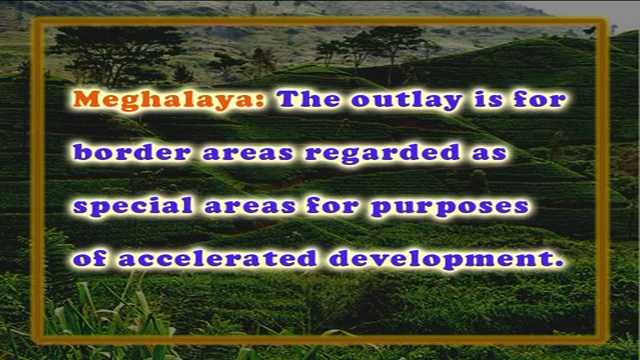 Meghalaya: The outlay is for
border areas regarded as
special areas for purposes
of accelerated development.